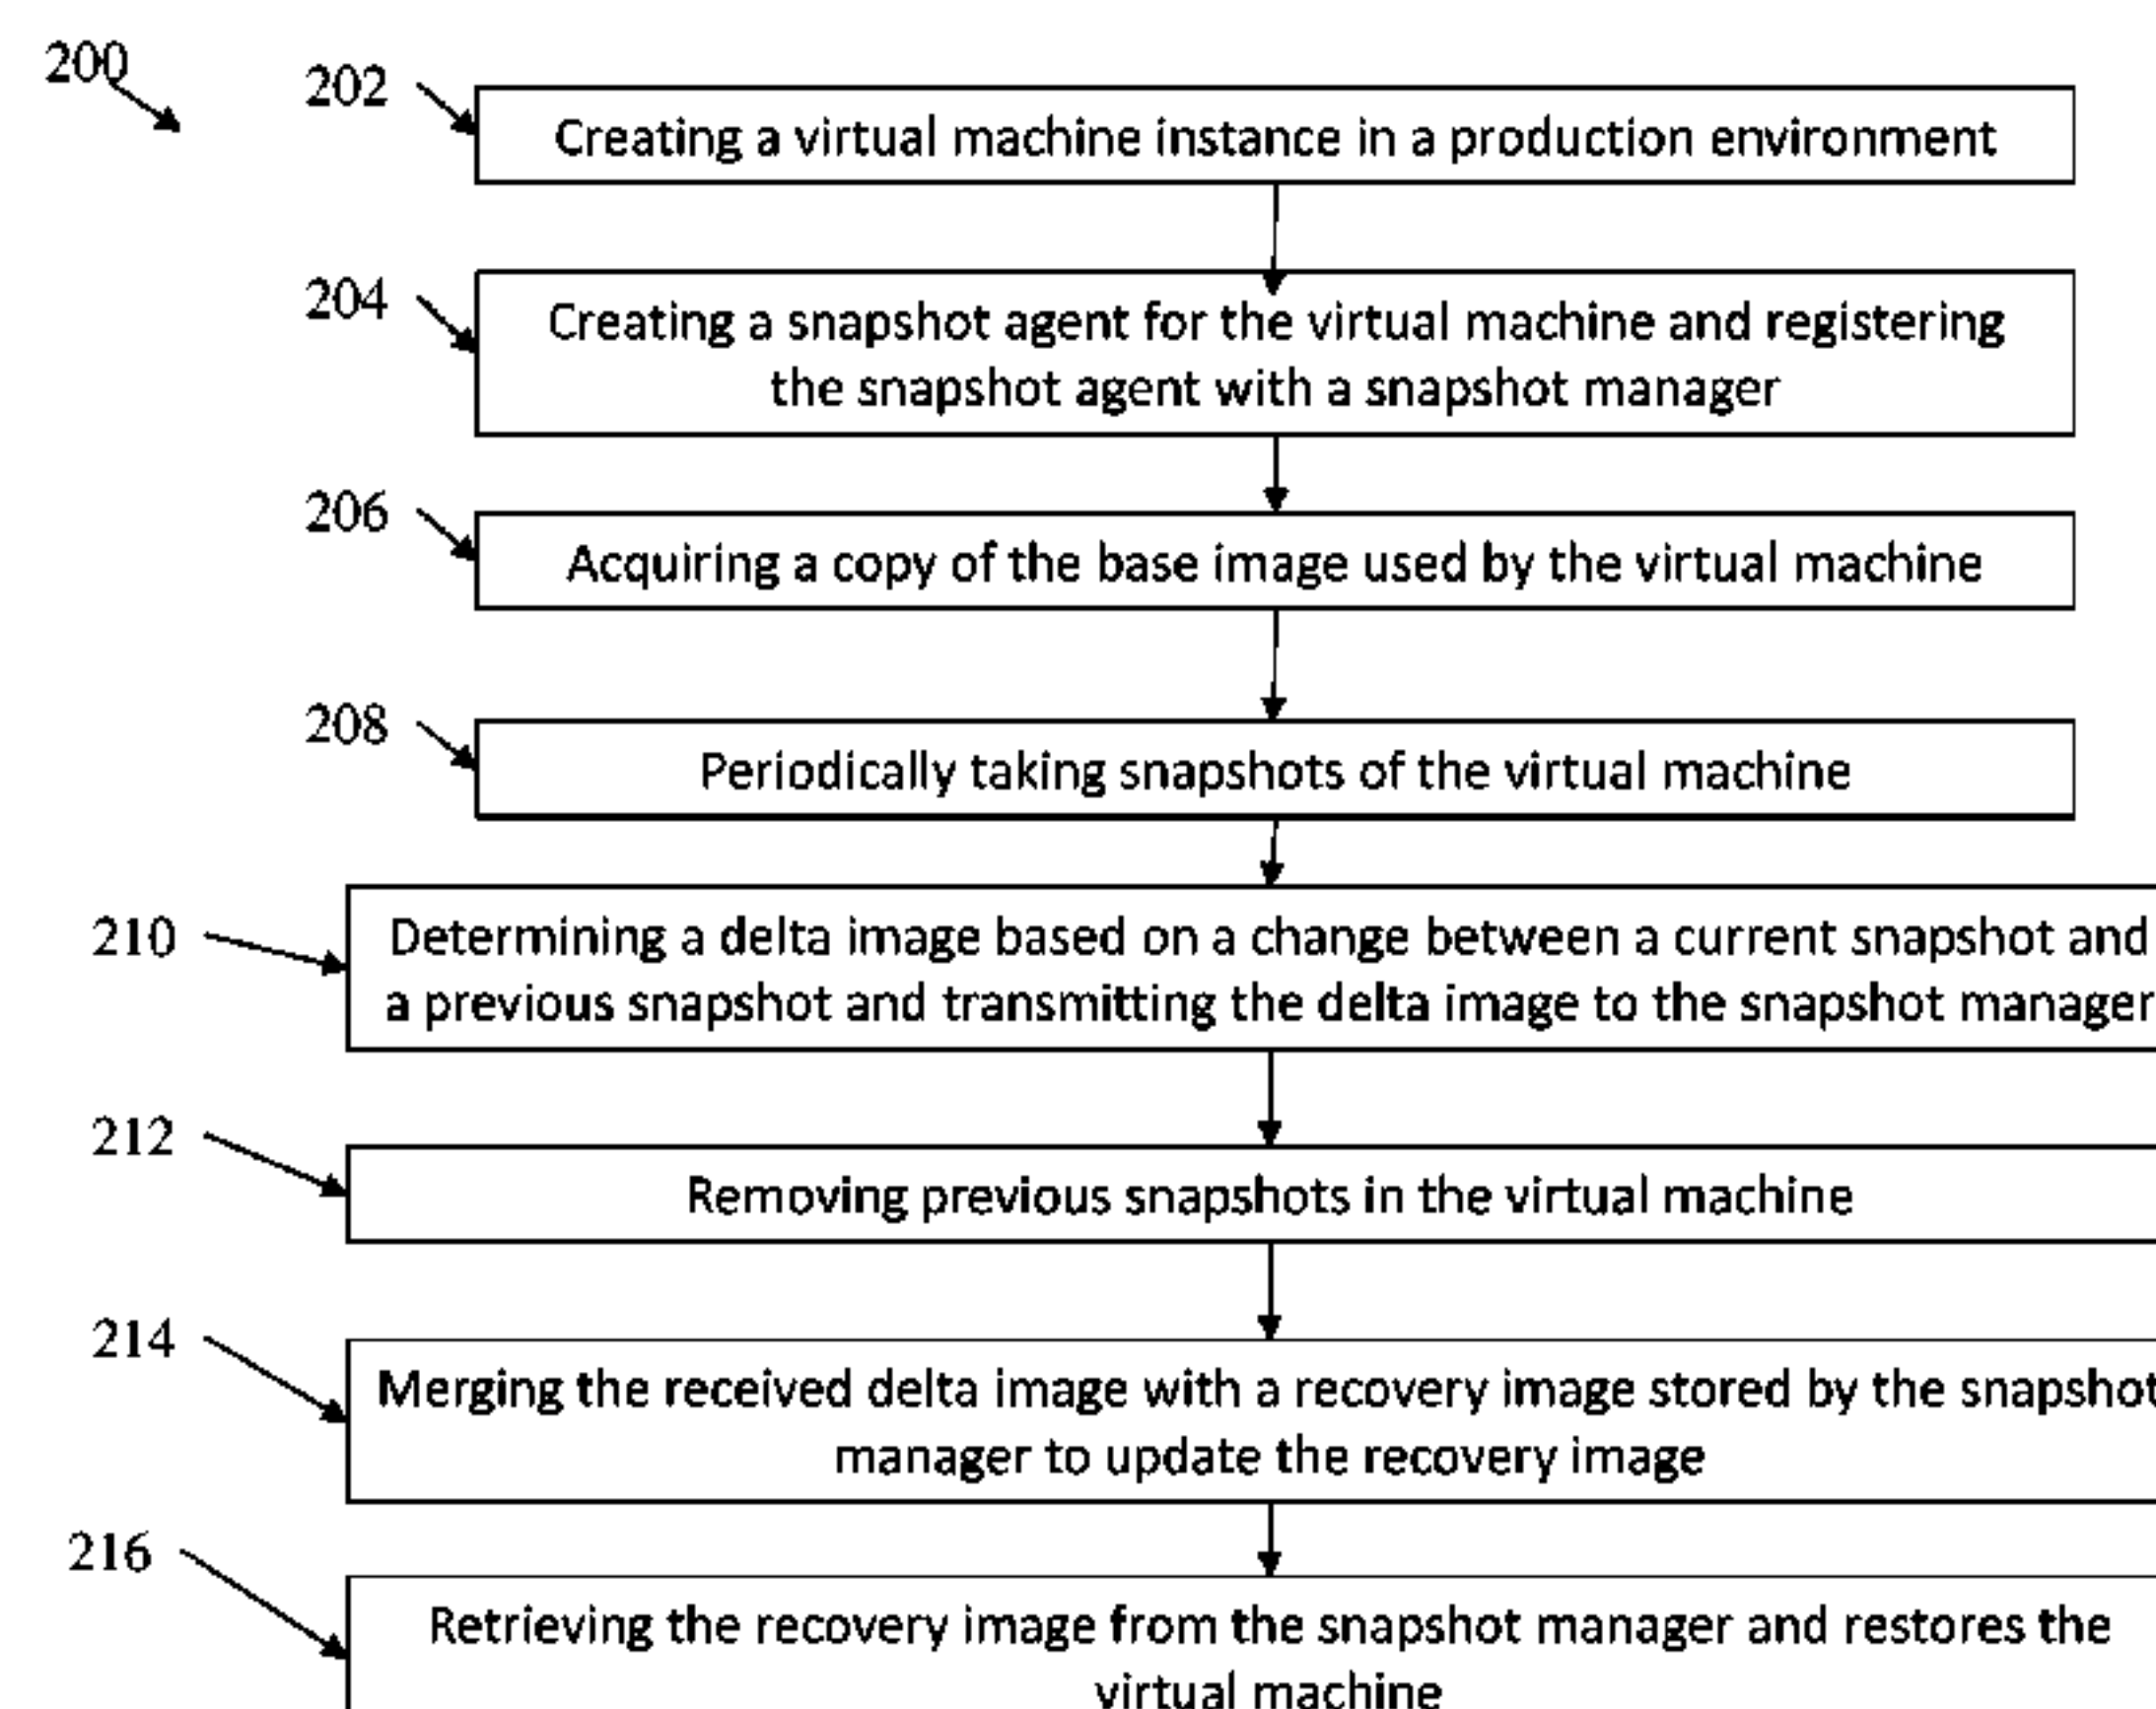 200
202
Creating a virtual machine instance in a production environment
204
Creating a snapshot agent for the virtual machine and registering
the snapshot agent with a snapshot manager
206
Acquiring a copy of the base image used by the virtual machine
208
Periodically taking snapshots of the virtual machine
210
Determining a delta image based on a change between a current snapshot and
a previous snapshot and transmitting the delta image to the snapshot manager
212
Removing previous snapshots in the virtual machine
214
Merging the received delta image with a recovery image stored by the snapshot
manager to update the recovery image
216
Retrieving the recovery image from the snapshot manager and restores the
virtual machine